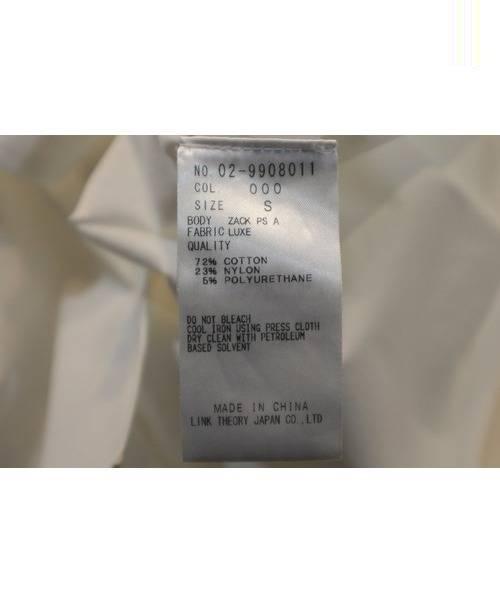 NO. 02-9908011
COL. 000
SIZE S
BODY ZACK PS A
FABRIC LUXE
QUALITY
72% COTTON
23% NYLON
5% POLYURETHANE
DO NOT BLEACH
COOL IRON USING PRESS CLOTH
DRY CLEAN WITH PETROLEUM
BASED SOLVENT
MADE IN CHINA
LINK THEORY JAPAN CO.,LTD